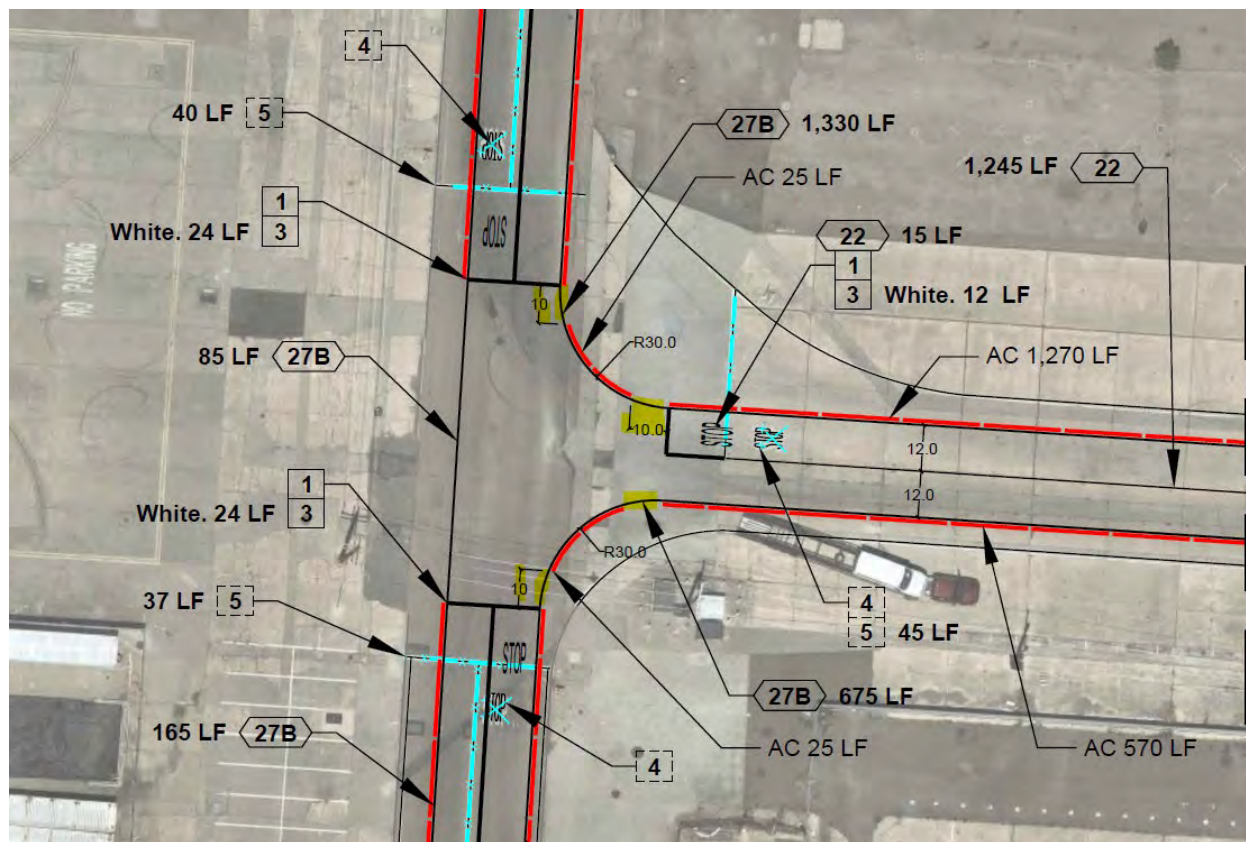 4
40 LF 5
27B 1,330 LF
AC 25 LF
1,245 LF 22
STOP
1
White. 24 LF 3
STOP
22 15 LF
1
3 White. 12 LF
NO PARKING
10
R30.0
85 LF 27B
AC 1,270 LF
10.0
STOP
STOP
12.0
12.0
1
White. 24 LF 3
R30.0
10
37 LF 5
4
5 45 LF
STOP
STOP
27B 675 LF
165 LF 27B
4
AC 25 LF
AC 570 LF